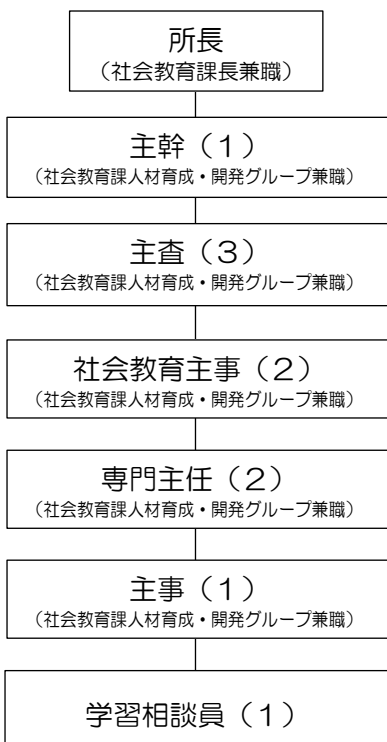 所長
（社会教育課長兼職）
主幹（１）
（社会教育課人材育成・開発グループ兼職）
主査（３）
（社会教育課人材育成・開発グループ兼職）
社会教育主事（２）
（社会教育課人材育成・開発グループ兼職）
専門主任（２）
（社会教育課人材育成・開発グループ兼職）
主事（１）
（社会教育課人材育成・開発グループ兼職）
学習相談員（１）